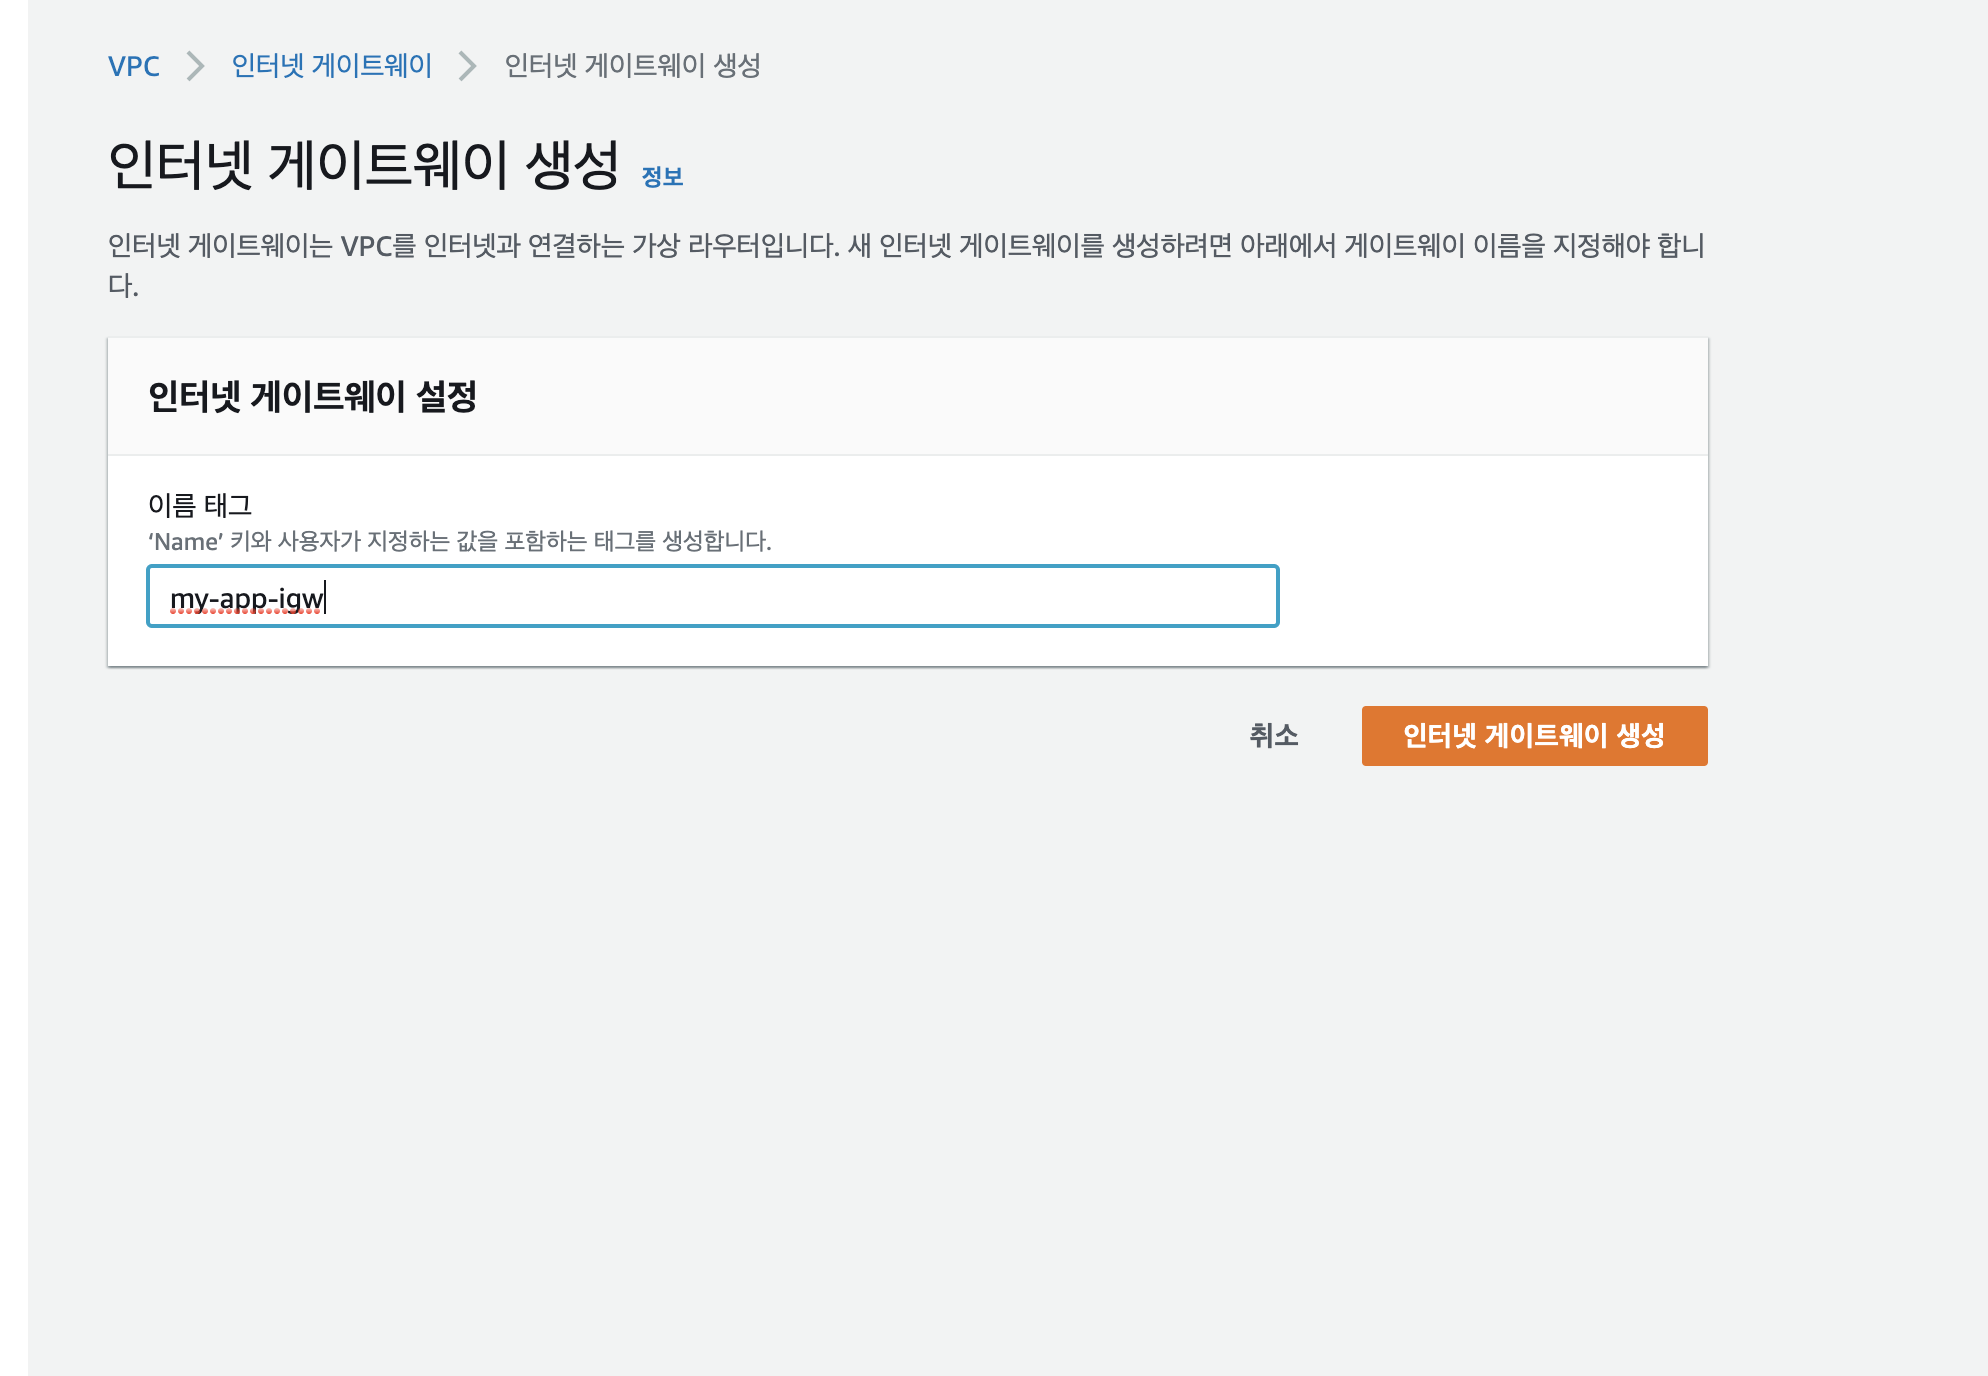 VPC 인터넷 게이트웨이 인터넷 게이트웨이 생성
인터넷 게이트웨이 생성 정보
인터넷 게이트웨이는 VPC를 인터넷과 연결하는 가상 라우터입니다. 새 인터넷 게이트웨이를 생성하려면 아래에서 게이트웨이 이름을 지정해야 합니
다.
인터넷 게이트웨이 설정
이름 태그
‘Name’ 키와 사용자가 지정하는 값을 포함하는 태그를 생성합니다.
my-app-igw
취소 인터넷 게이트웨이 생성